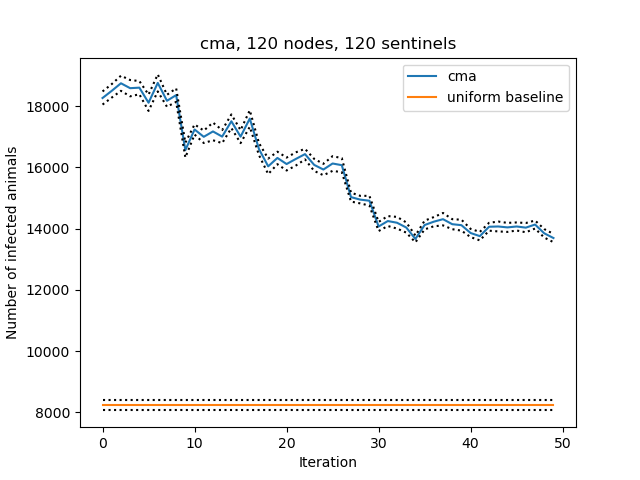 cma, 120 nodes, 120 sentinels
cma
uniform baseline
Number of infected animals
18000
16000
14000
12000
10000
8000
0 10 20 30 40 50
Iteration